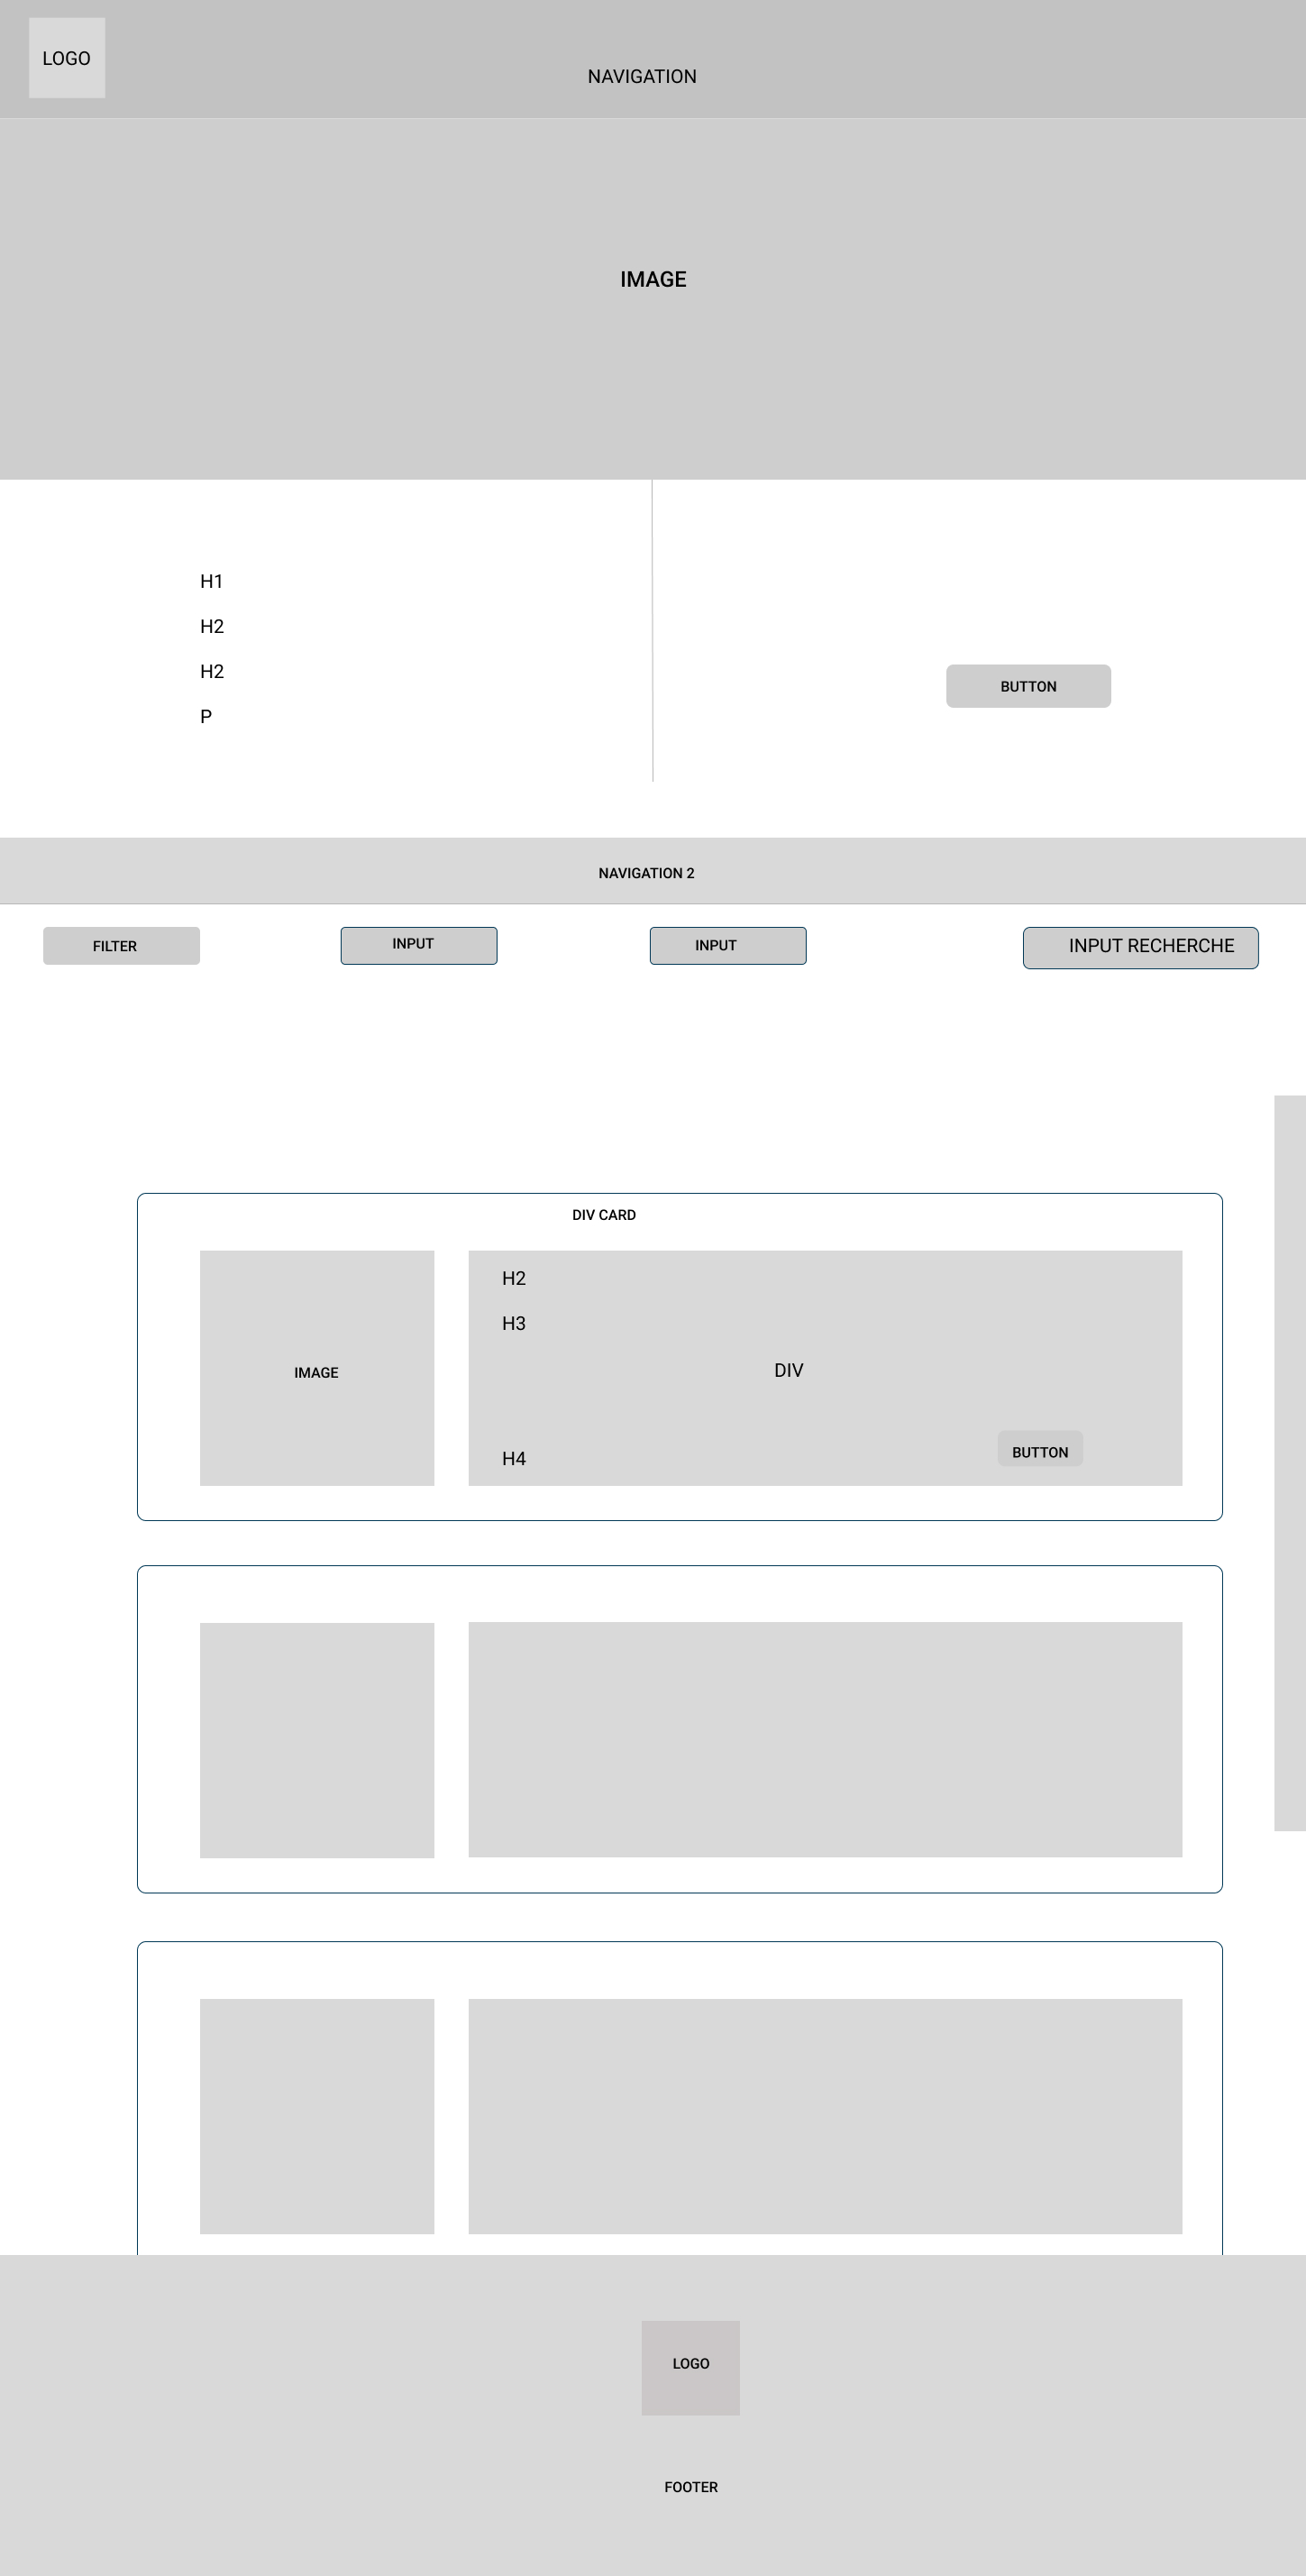 LOGO
NAVIGATION
IMAGE
H1
H2
H2
P
BUTTON
NAVIGATION 2
FILTER
INPUT
INPUT
INPUT RECHERCHE
DIV CARD
IMAGE
H2
H3
DIV
H4
BUTTON
LOGO
FOOTER